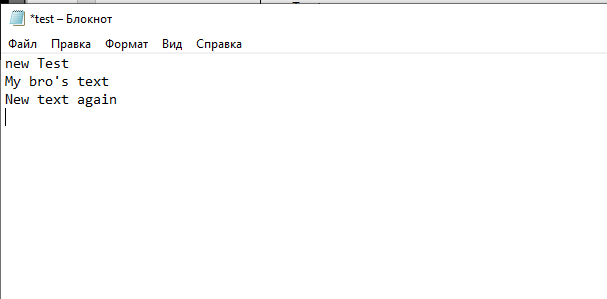 *test – Блокнот
Файл Правка Формат Вид Справка
new Test
My bro's text
New text again